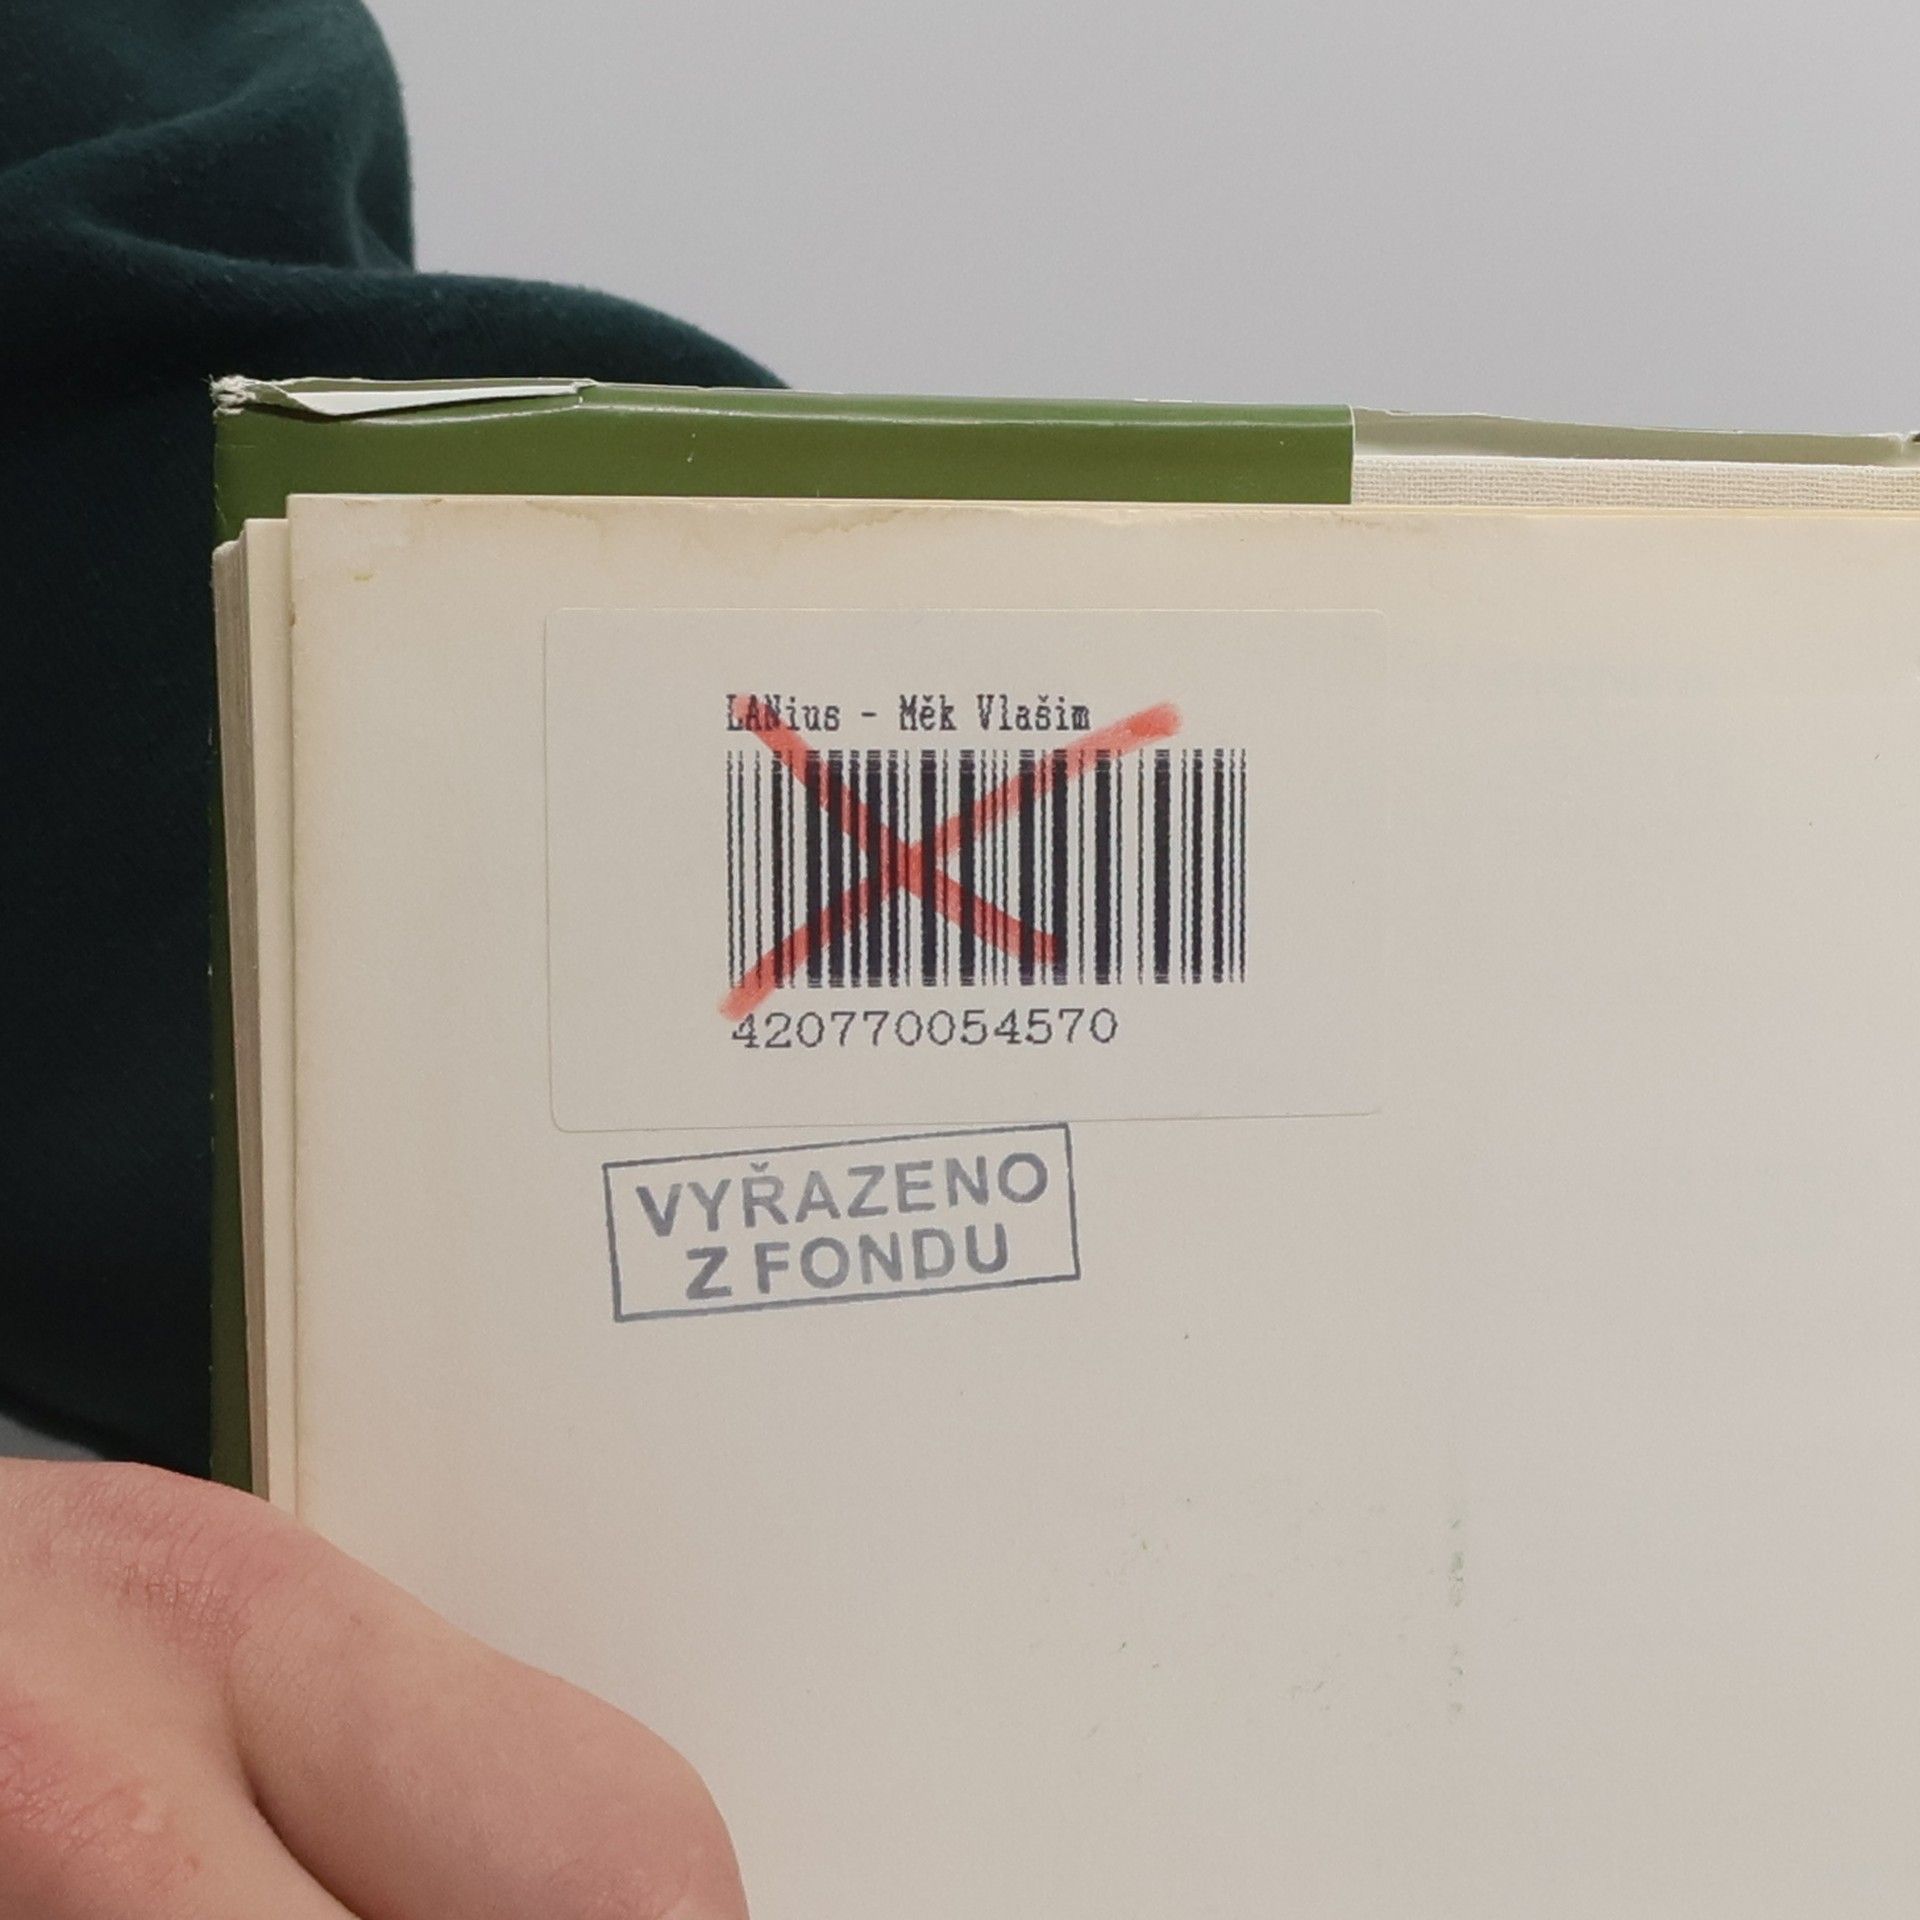 LANius - Měk Vlašim
420770054570
VYŘAZENO
Z FONDU